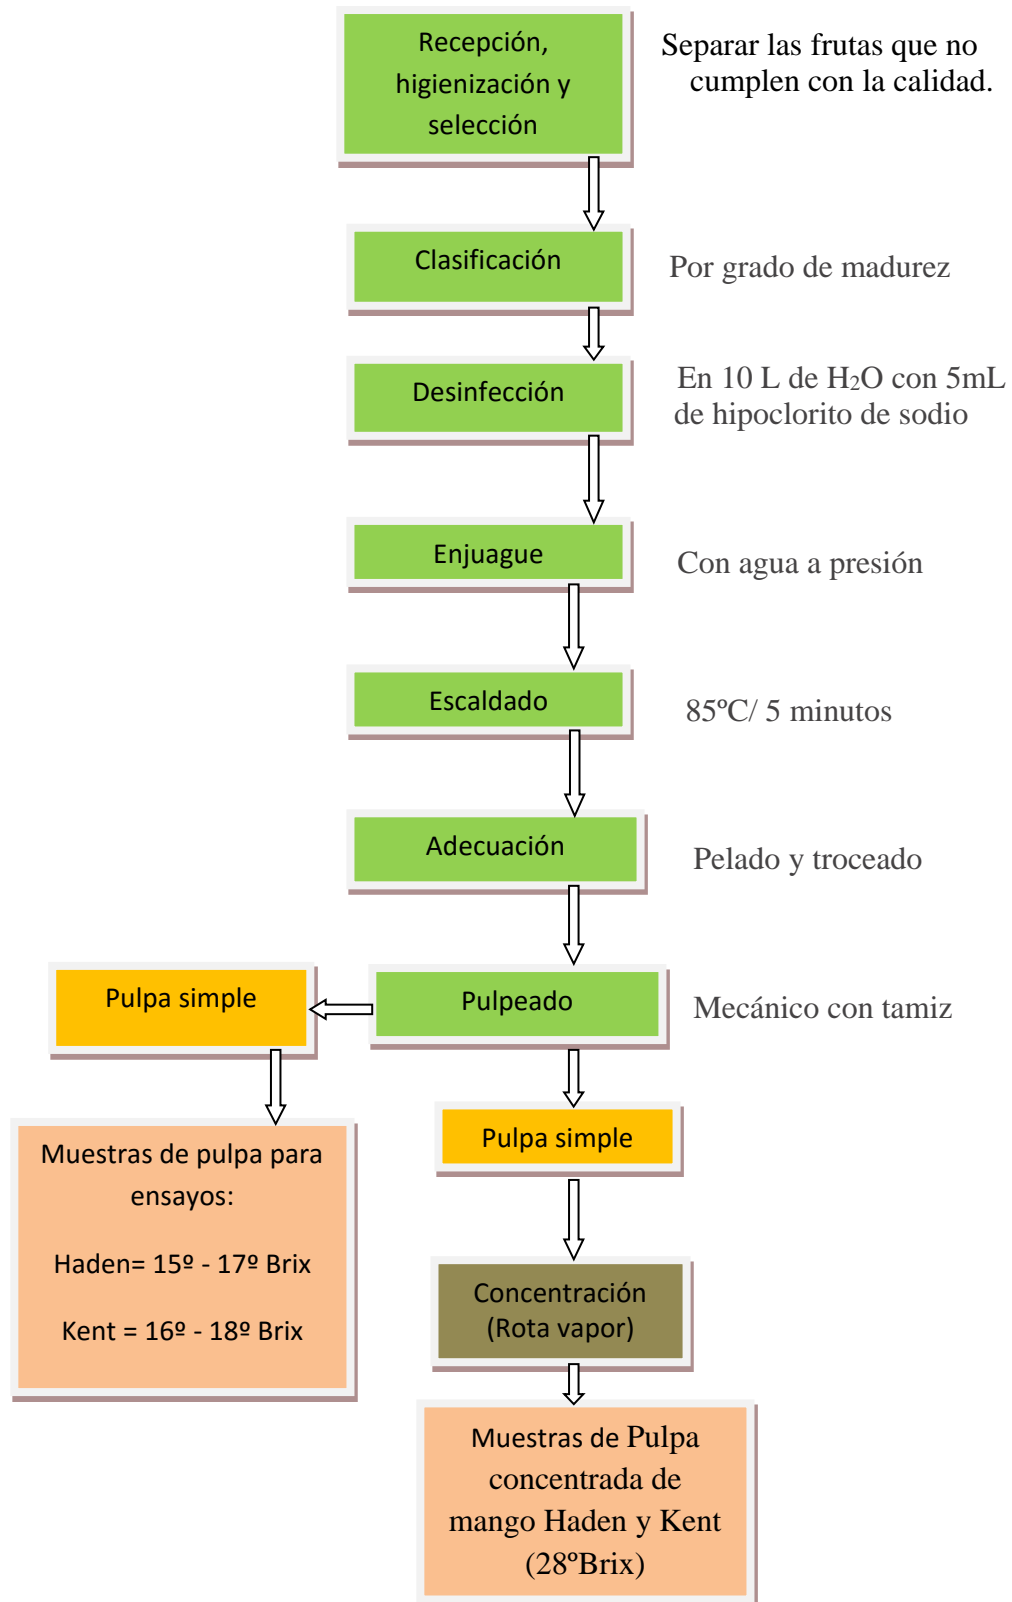 Recepción,
higienización y
selección
Separar las frutas que no
cumplen con la calidad.
Clasificación
Por grado de madurez
Desinfección
En 10 L de H₂O con 5mL
de hipoclorito de sodio
Enjuague
Con agua a presión
Escaldado
85ºC/ 5 minutos
Adecuación
Pelado y troceado
Pulpa simple
Pulpeado
Mecánico con tamiz
Muestras de pulpa para
ensayos:
Haden= 15º - 17º Brix
Kent = 16º - 18º Brix
Pulpa simple
Concentración
(Rota vapor)
Muestras de Pulpa
concentrada de
mango Haden y Kent
(28ºBrix)